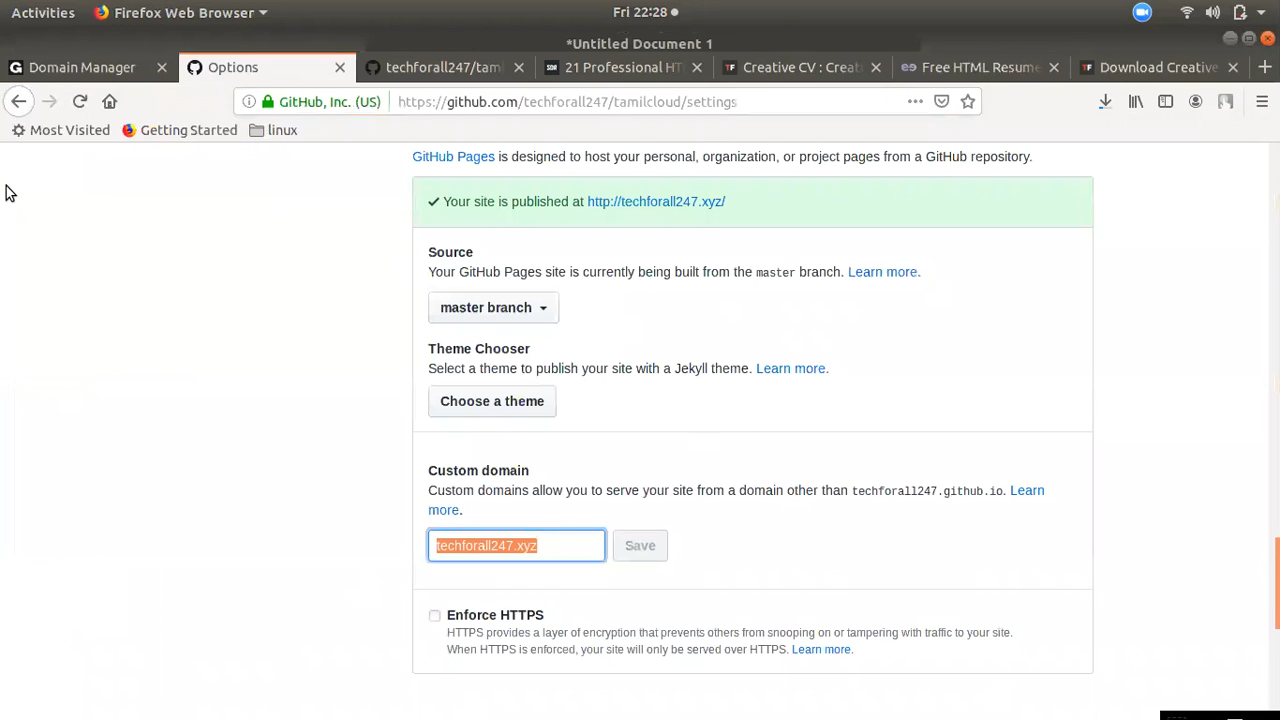 Activities Firefox Web Browser Fri 22:28
*Untitled Document 1
Domain Manager Options techforall247/tami 21 Professional HT Creative CV : Creati Free HTML Resume Download Creative
GitHub, Inc. (US) https://github.com/techforall247/tamilcloud/settings
Most Visited Getting Started linux
GitHub Pages is designed to host your personal, organization, or project pages from a GitHub repository.
Your site is published at http://techforall247.xyz/
Source
Your GitHub Pages site is currently being built from the master branch. Learn more.
master branch
Theme Chooser
Select a theme to publish your site with a Jekyll theme. Learn more.
Choose a theme
Custom domain
Custom domains allow you to serve your site from a domain other than techforall247.github.io. Learn
more.
techforall247.xyz Save
Enforce HTTPS
HTTPS provides a layer of encryption that prevents others from snooping on or tampering with traffic to your site.
When HTTPS is enforced, your site will only be served over HTTPS. Learn more.